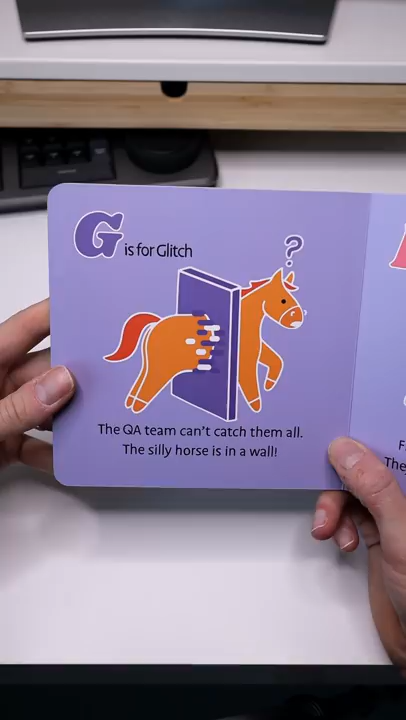 G is for Glitch
?
The QA team can't catch them all.
The silly horse is in a wall!